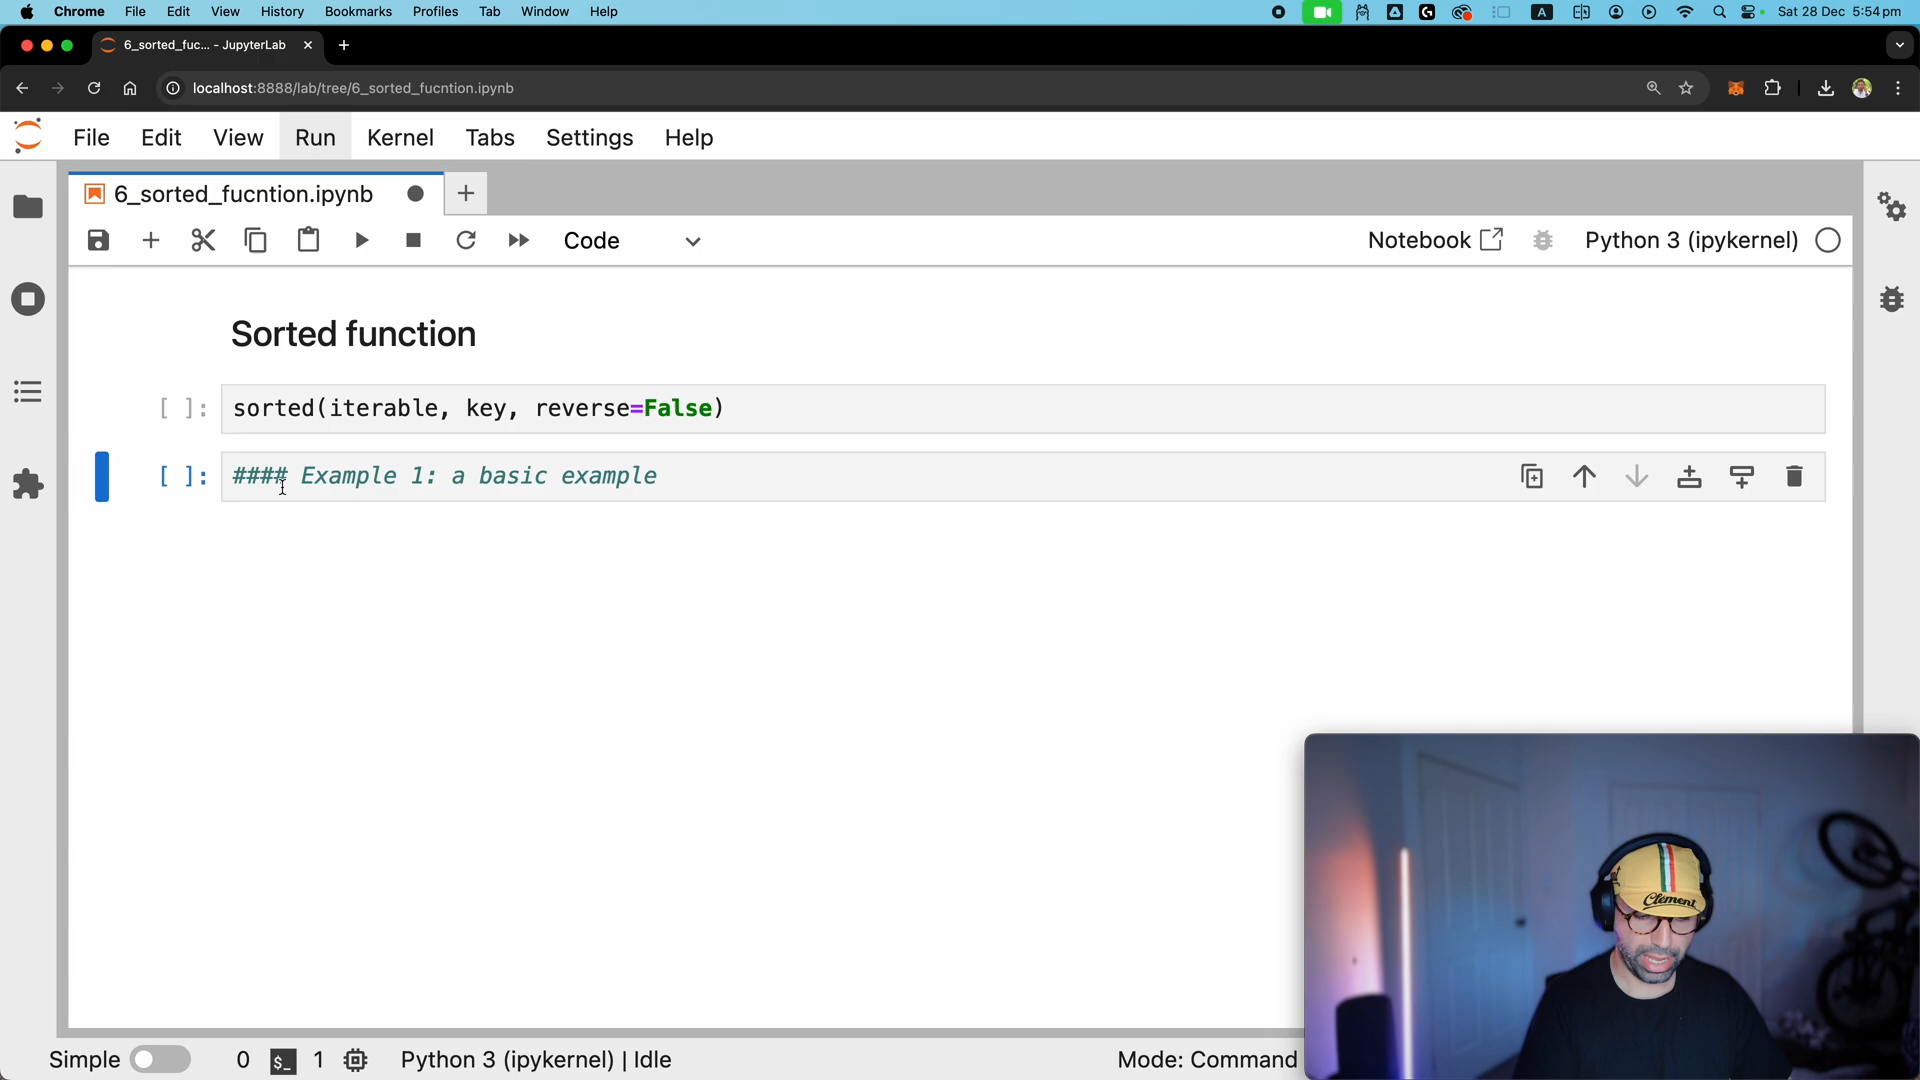 Chrome File Edit View History Bookmarks Profiles Tab Window Help A Sat 28 Dec 5:54 pm
6_sorted_fuc... - JupyterLab
localhost:8888/lab/tree/6_sorted_fucntion.ipynb
File Edit View Run Kernel Tabs Settings Help
6_sorted_fucntion.ipynb
Code Notebook Python 3 (ipykernel)
Sorted function
[ ]: sorted(iterable, key, reverse=False)
[ ]: #### Example 1: a basic example
Clement
Simple 0 $_ 1 Python 3 (ipykernel) | Idle Mode: Command